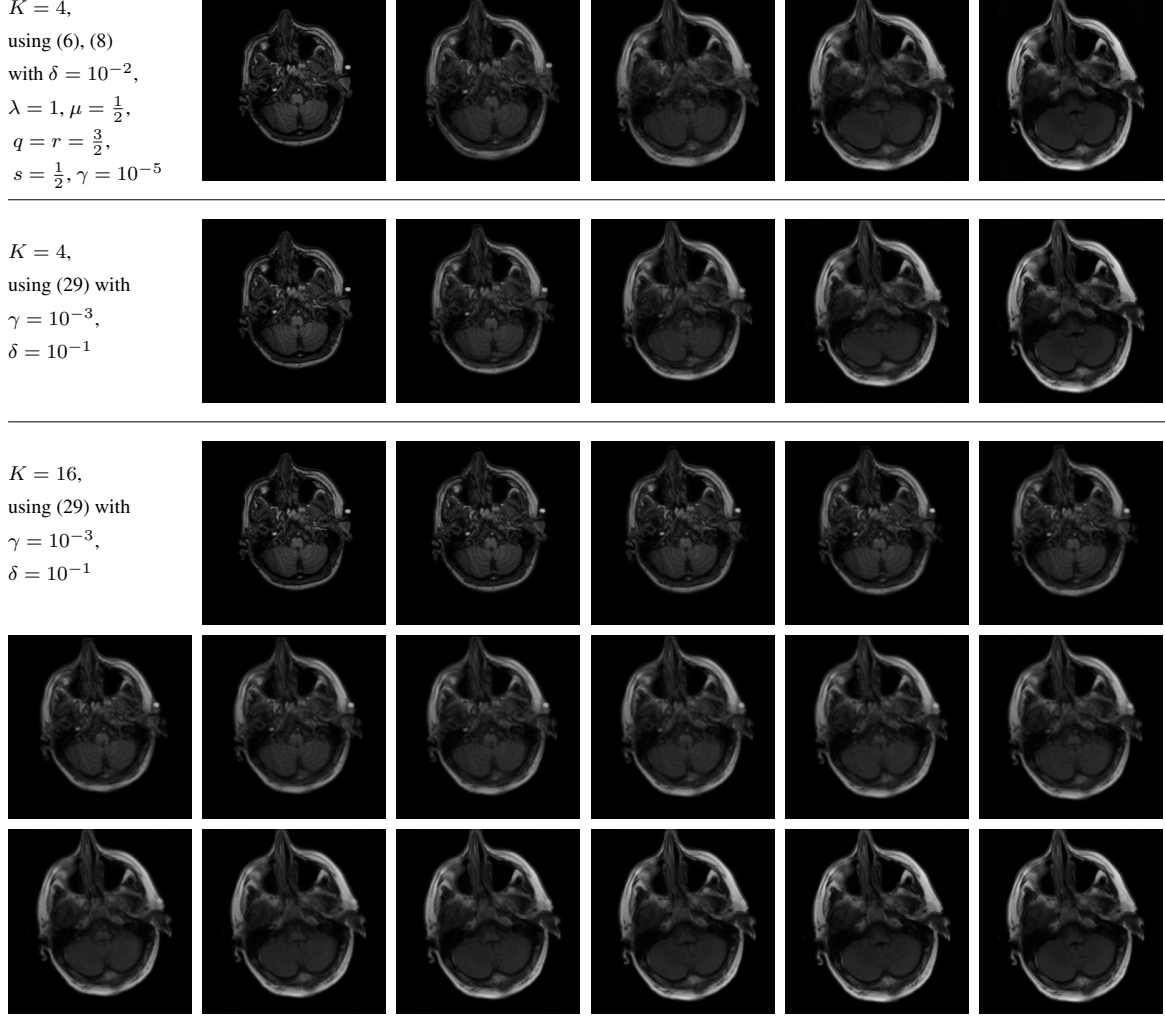 K = 4,
using (6), (8)
with δ = 10⁻²,
λ = 1, μ = 1/2,
q = r = 3/2,
s = 1/2, γ = 10⁻⁵
K = 4,
using (29) with
γ = 10⁻³,
δ = 10⁻¹
K = 16,
using (29) with
γ = 10⁻³,
δ = 10⁻¹